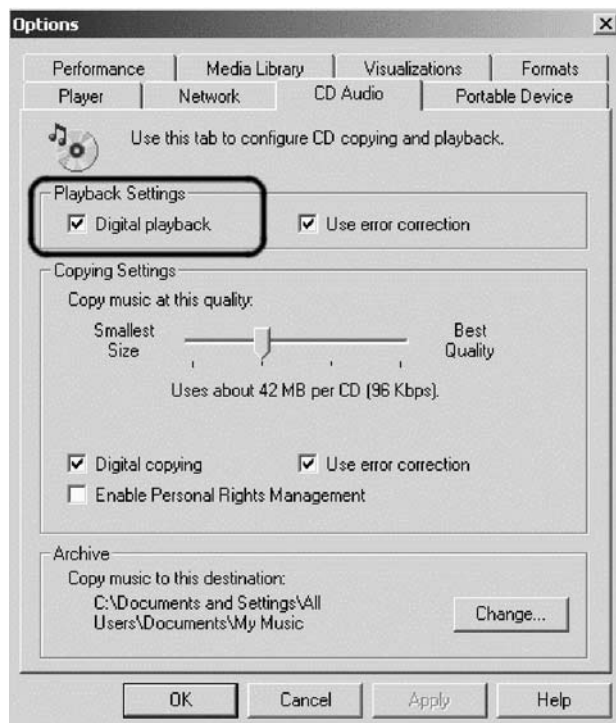 Options
Performance Media Library Visualizations Formats
Player Network CD Audio Portable Device
Use this tab to configure CD copying and playback.
Playback Settings
Digital playback Use error correction
Copying Settings
Copy music at this quality:
Smallest Best
Size Quality
Uses about 42 MB per CD (96 Kbps).
Digital copying Use error correction
Enable Personal Rights Management
Archive
Copy music to this destination:
C:\Documents and Settings\All
Users\Documents\My Music
Change...
OK Cancel Apply Help